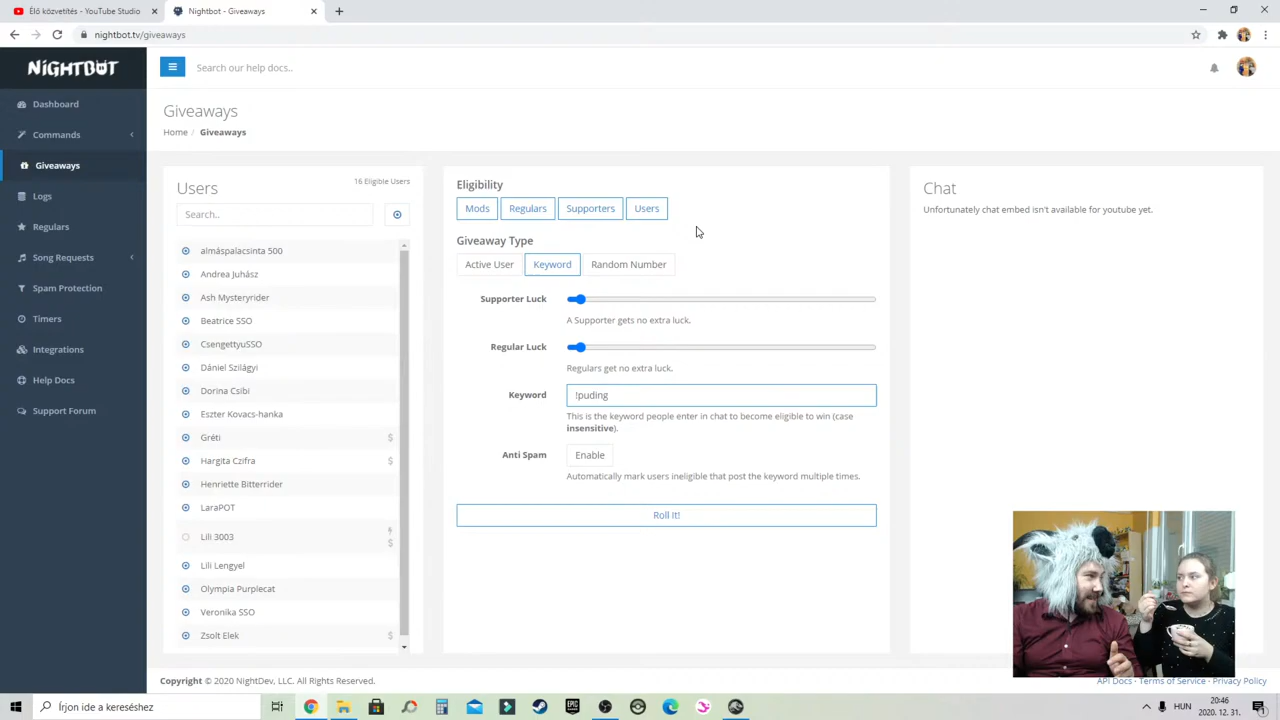 Élő közvetítés - YouTube Studio
Nightbot - Giveaways
nightbot.tv/giveaways
NiGHTBOT
Search our help docs..
Dashboard
Commands
Giveaways
Logs
Regulars
Song Requests
Spam Protection
Timers
Integrations
Help Docs
Support Forum
Giveaways
Home / Giveaways
Users
16 Eligible Users
Search..
almáspalacsinta 500
Andrea Juhász
Ash Mysteryrider
Beatrice SSO
CsengettyuSSO
Dániel Szilágyi
Dorina Csibi
Eszter Kovacs-hanka
Gréti $
Hargita Czifra $
Henriette Bitterrider
LaraPOT
Lili 3003 $
Lili Lengyel
Olympia Purplecat
Veronika SSO
Zsolt Elek $
Eligibility
Mods Regulars Supporters Users
Giveaway Type
Active User Keyword Random Number
Supporter Luck
A Supporter gets no extra luck.
Regular Luck
Regulars get no extra luck.
Keyword !puding
This is the keyword people enter in chat to become eligible to win (case
insensitive).
Anti Spam Enable
Automatically mark users ineligible that post the keyword multiple times.
Roll It!
Chat
Unfortunately chat embed isn't available for youtube yet.
Copyright © 2020 NightDev, LLC. All Rights Reserved.
API Docs · Terms of Service · Privacy Policy
Írjon ide a kereséshez
EPIC
HUN
20:46
2020. 12. 31.
1